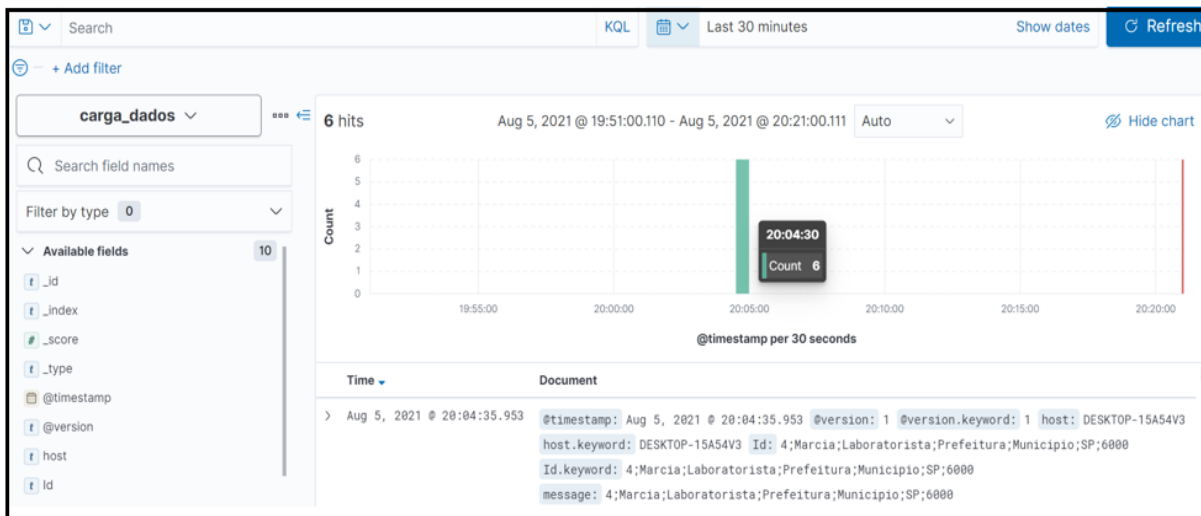 Search KQL Last 30 minutes Show dates Refresh
+ Add filter
carga_dados
6 hits Aug 5, 2021 @ 19:51:00.110 - Aug 5, 2021 @ 20:21:00.111 Auto Hide chart
Search field names
Filter by type 0
Available fields 10
t _id
t _index
# _score
t _type
@timestamp
t @version
t host
t Id
Count
6
5
4
3
2
1
0
20:04:30
Count 6
19:55:00 20:00:00 20:05:00 20:10:00 20:15:00 20:20:00
@timestamp per 30 seconds
Time Document
Aug 5, 2021 @ 20:04:35.953 @timestamp: Aug 5, 2021 @ 20:04:35.953 @version: 1 @version.keyword: 1 host: DESKTOP-15A54V3
host.keyword: DESKTOP-15A54V3 Id: 4;Marcia;Laboratorista;Prefeitura;Municipio;SP;6000
Id.keyword: 4;Marcia;Laboratorista;Prefeitura;Municipio;SP;6000
message: 4;Marcia;Laboratorista;Prefeitura;Municipio;SP;6000